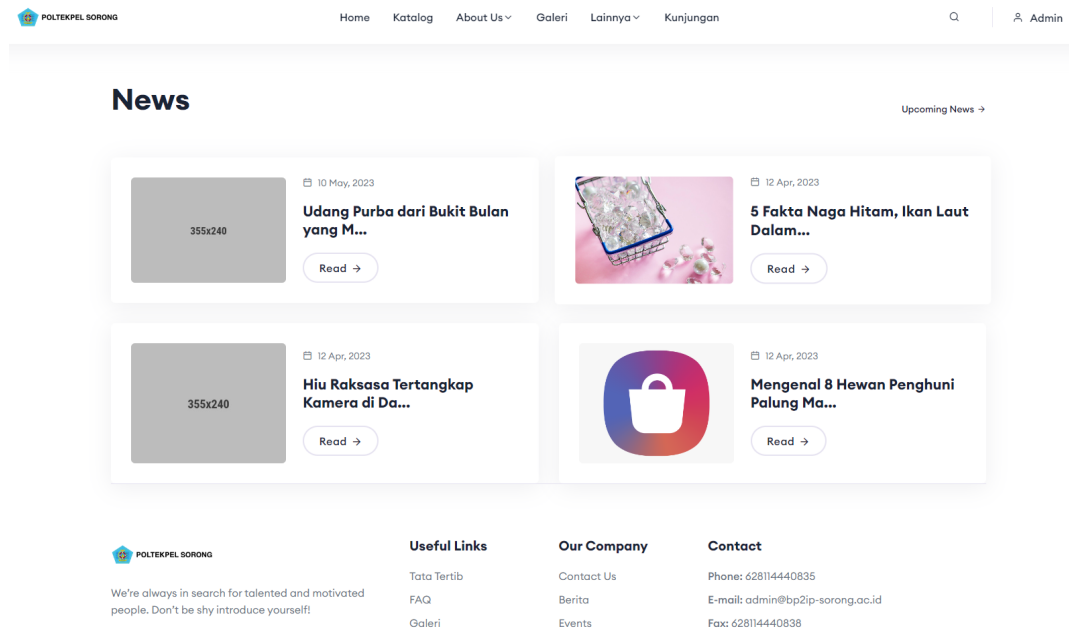 POLTEKPEL SORONG
Home Katalog About Us Galeri Lainnya Kunjungan
Admin
News
Upcoming News →
355x240
10 May, 2023
Udang Purba dari Bukit Bulan
yang M...
Read →
12 Apr, 2023
5 Fakta Naga Hitam, Ikan Laut
Dalam...
Read →
355x240
12 Apr, 2023
Hiu Raksasa Tertangkap
Kamera di Da...
Read →
12 Apr, 2023
Mengenal 8 Hewan Penghuni
Palung Ma...
Read →
POLTEKPEL SORONG
We're always in search for talented and motivated
people. Don't be shy introduce yourself!
Useful Links
Tata Tertib
FAQ
Galeri
Our Company
Contact Us
Berita
Events
Contact
Phone: 628114440835
E-mail: admin@bp2ip-sorong.ac.id
Fax: 628114440838